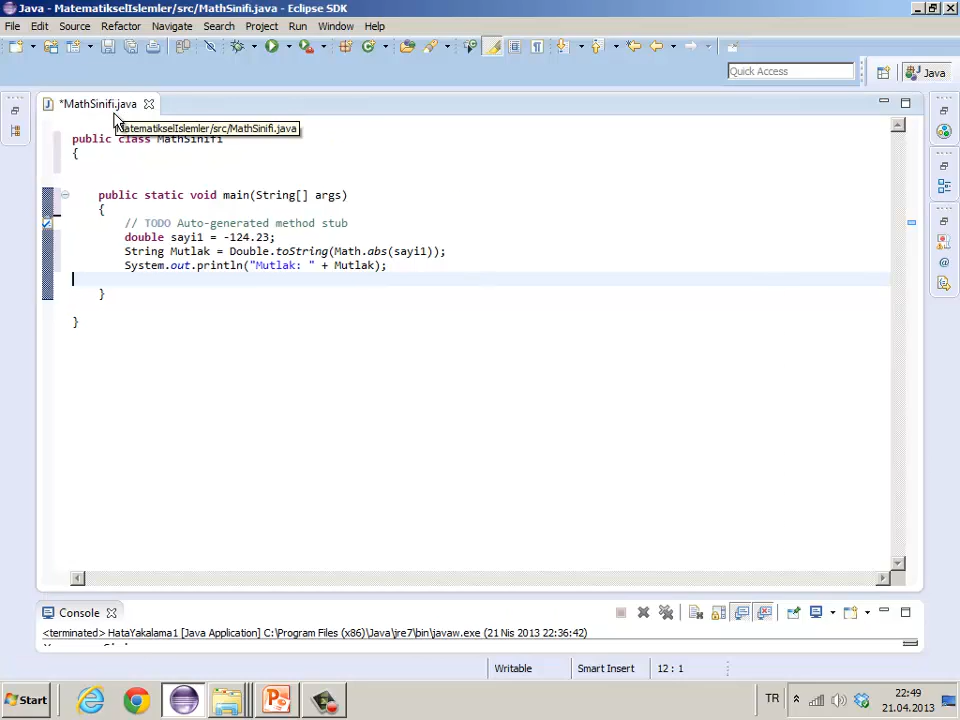 Java - MatematikselIslemler/src/MathSinifi.java - Eclipse SDK
File Edit Source Refactor Navigate Search Project Run Window Help
Quick Access
Java
*MathSinifi.java
MatematikselIslemler/src/MathSinifi.java
public class MathSinifi
{
public static void main(String[] args)
{
// TODO Auto-generated method stub
double sayi1 = -124.23;
String Mutlak = Double.toString(Math.abs(sayi1));
System.out.println("Mutlak: " + Mutlak);
}
}
Console
<terminated> HataYakalama1 [Java Application] C:\Program Files (x86)\Java\jre7\bin\javaw.exe (21 Nis 2013 22:36:42)
Writable Smart Insert 12 : 1
Start
TR
22:49
21.04.2013